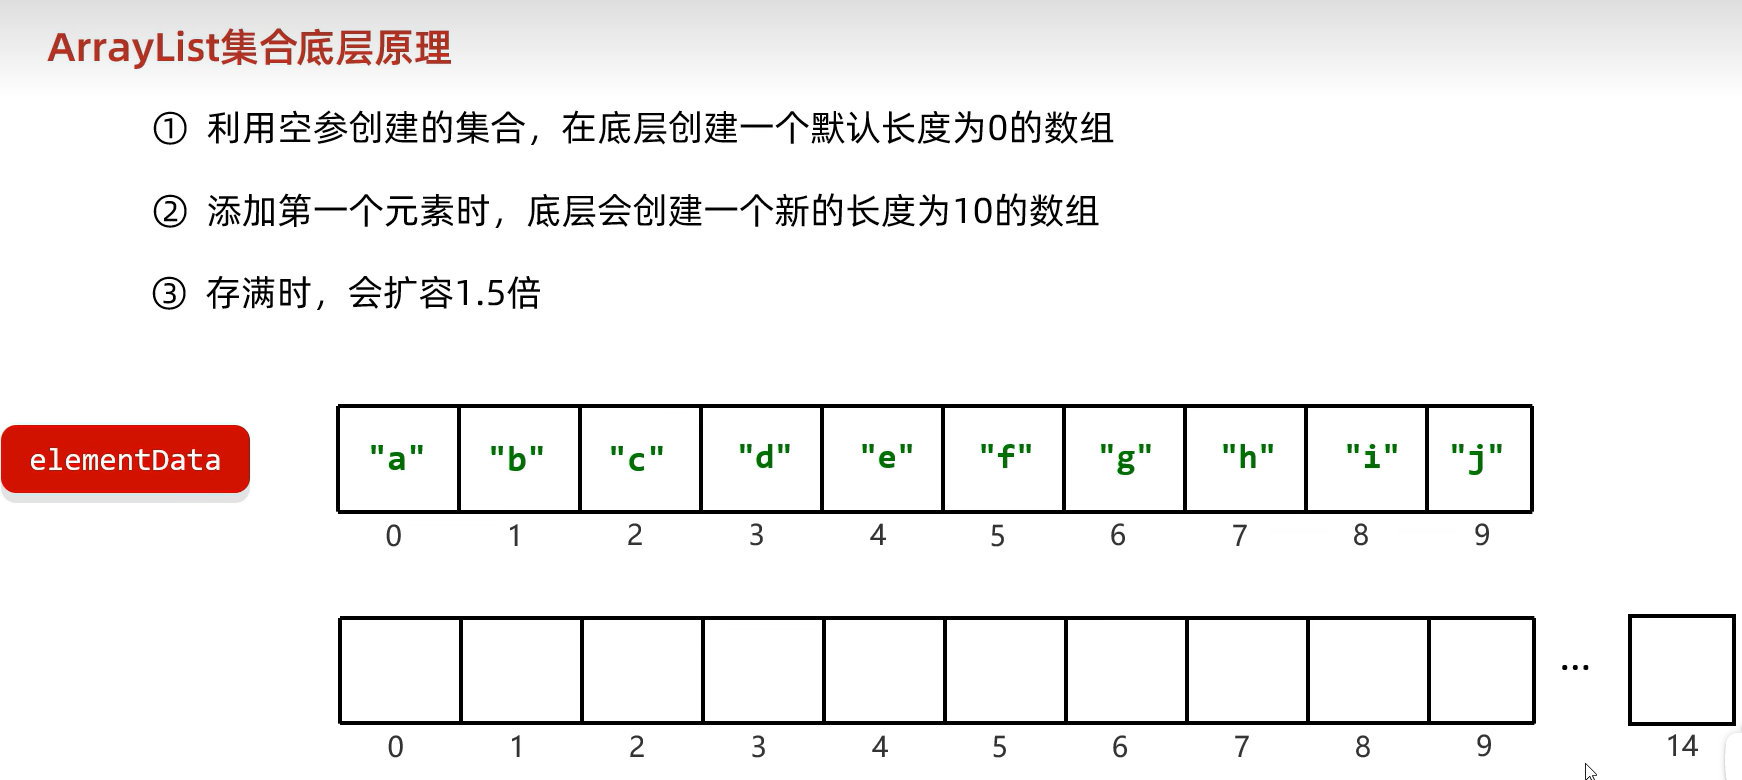 ArrayList集合底层原理
① 利用空参创建的集合，在底层创建一个默认长度为0的数组
② 添加第一个元素时，底层会创建一个新的长度为10的数组
③ 存满时，会扩容1.5倍
elementData "a" "b" "c" "d" "e" "f" "g" "h" "i" "j"
0 1 2 3 4 5 6 7 8 9
...
0 1 2 3 4 5 6 7 8 9 14